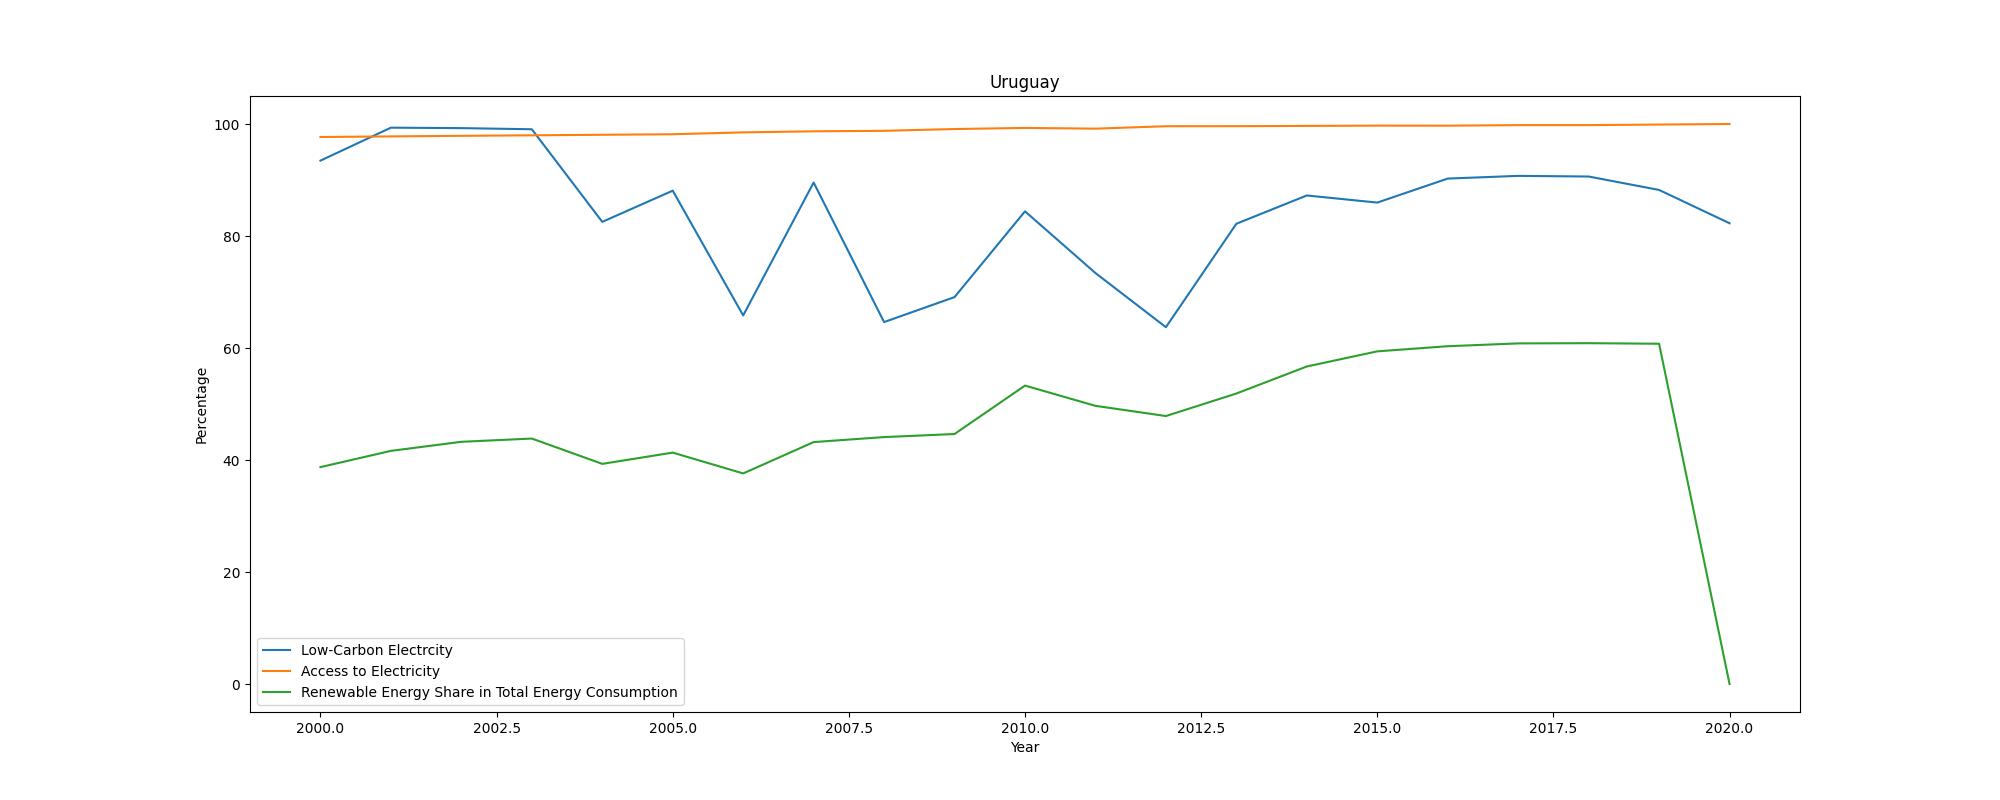 Uruguay
100
80
60
40
20
0
Percentage
Low-Carbon Electrcity
Access to Electricity
Renewable Energy Share in Total Energy Consumption
2000.0 2002.5 2005.0 2007.5 2010.0 2012.5 2015.0 2017.5 2020.0
Year